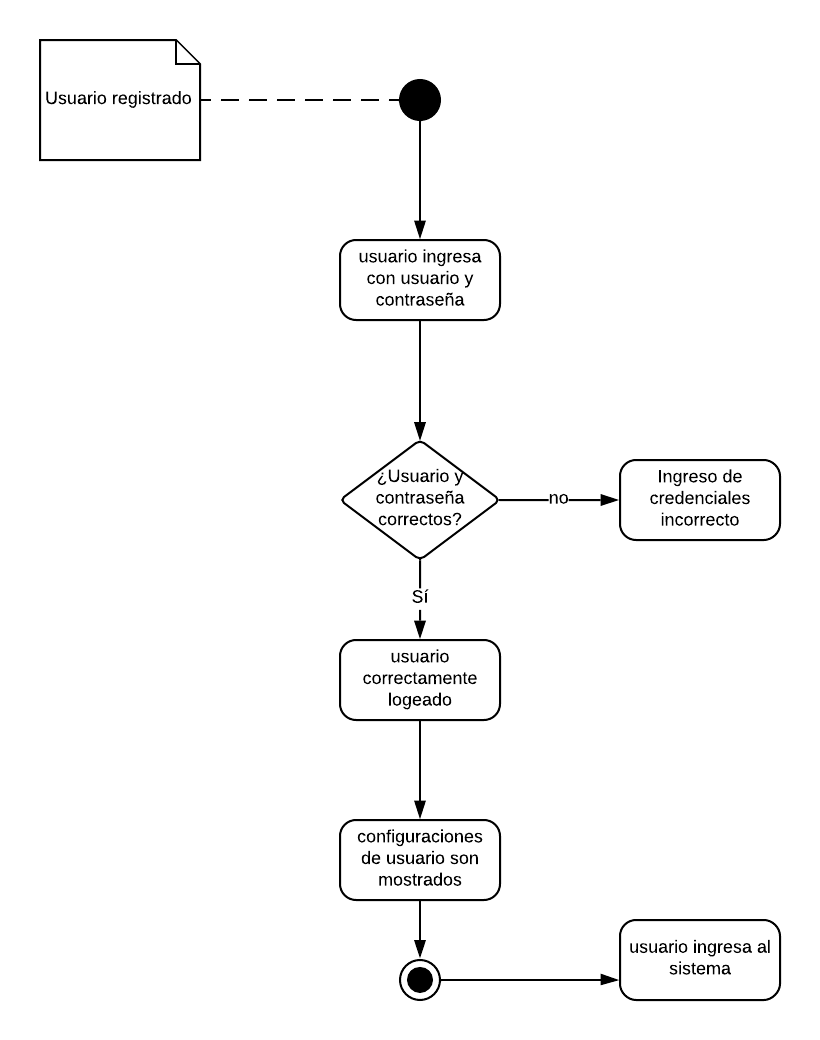 Usuario registrado
usuario ingresa
con usuario y
contraseña
¿Usuario y
contraseña
correctos?
no
Ingreso de
credenciales
incorrecto
Sí
usuario
correctamente
logeado
configuraciones
de usuario son
mostrados
usuario ingresa al
sistema